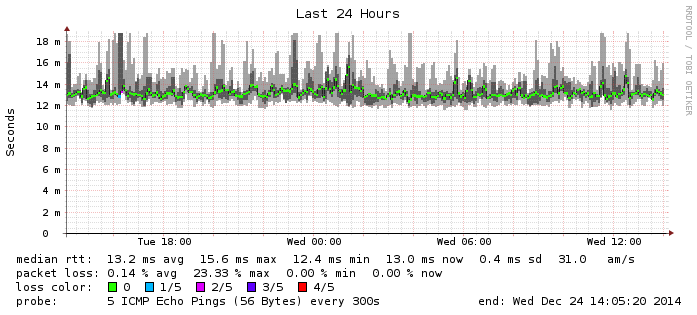 Last 24 Hours
RRDTOOL / TOBI OETIKER
Seconds
18 m
16 m
14 m
12 m
10 m
8 m
6 m
4 m
2 m
0
Tue 18:00 Wed 00:00 Wed 06:00 Wed 12:00
median rtt: 13.2 ms avg 15.6 ms max 12.4 ms min 13.0 ms now 0.4 ms sd 31.0 am/s
packet loss: 0.14 % avg 23.33 % max 0.00 % min 0.00 % now
loss color: 0 1/5 2/5 3/5 4/5
probe: 5 ICMP Echo Pings (56 Bytes) every 300s end: Wed Dec 24 14:05:20 2014